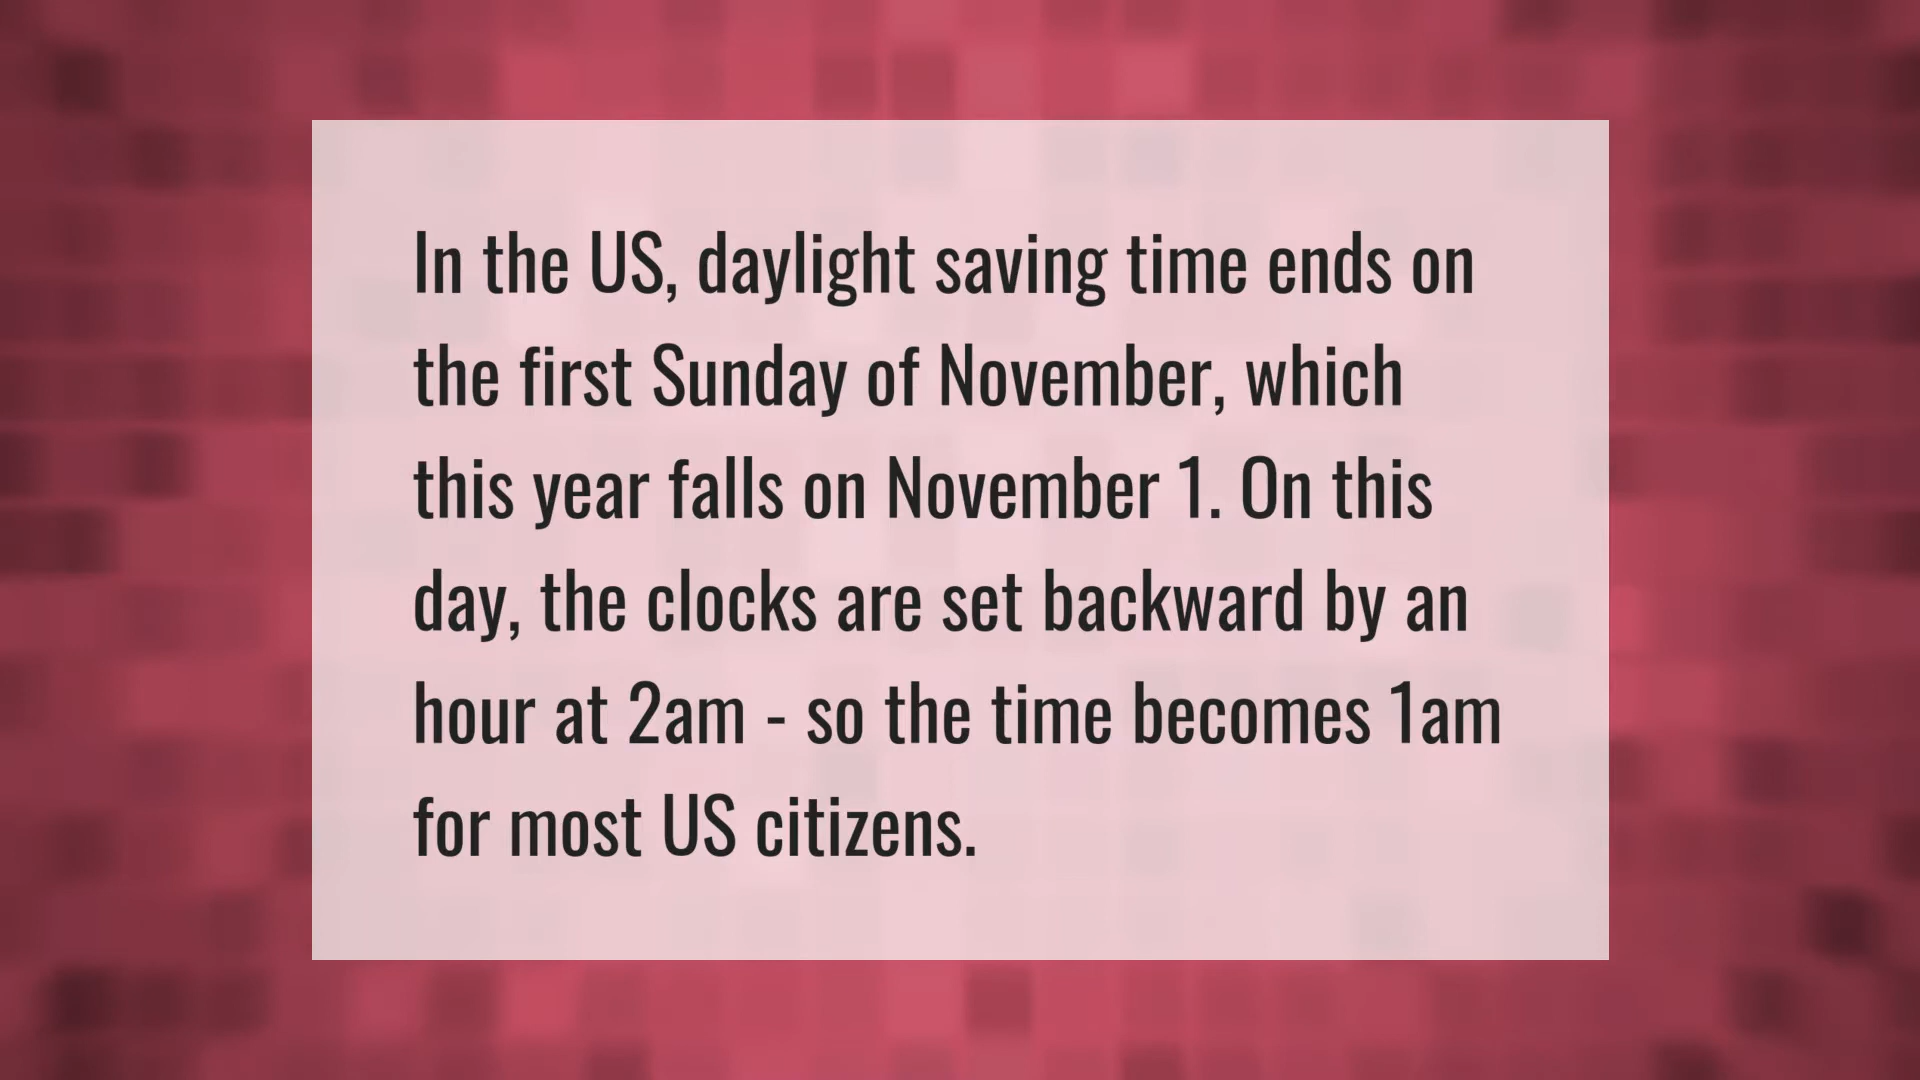 In the US, daylight saving time ends on
the first Sunday of November, which
this year falls on November 1. On this
day, the clocks are set backward by an
hour at 2am - so the time becomes 1am
for most US citizens.